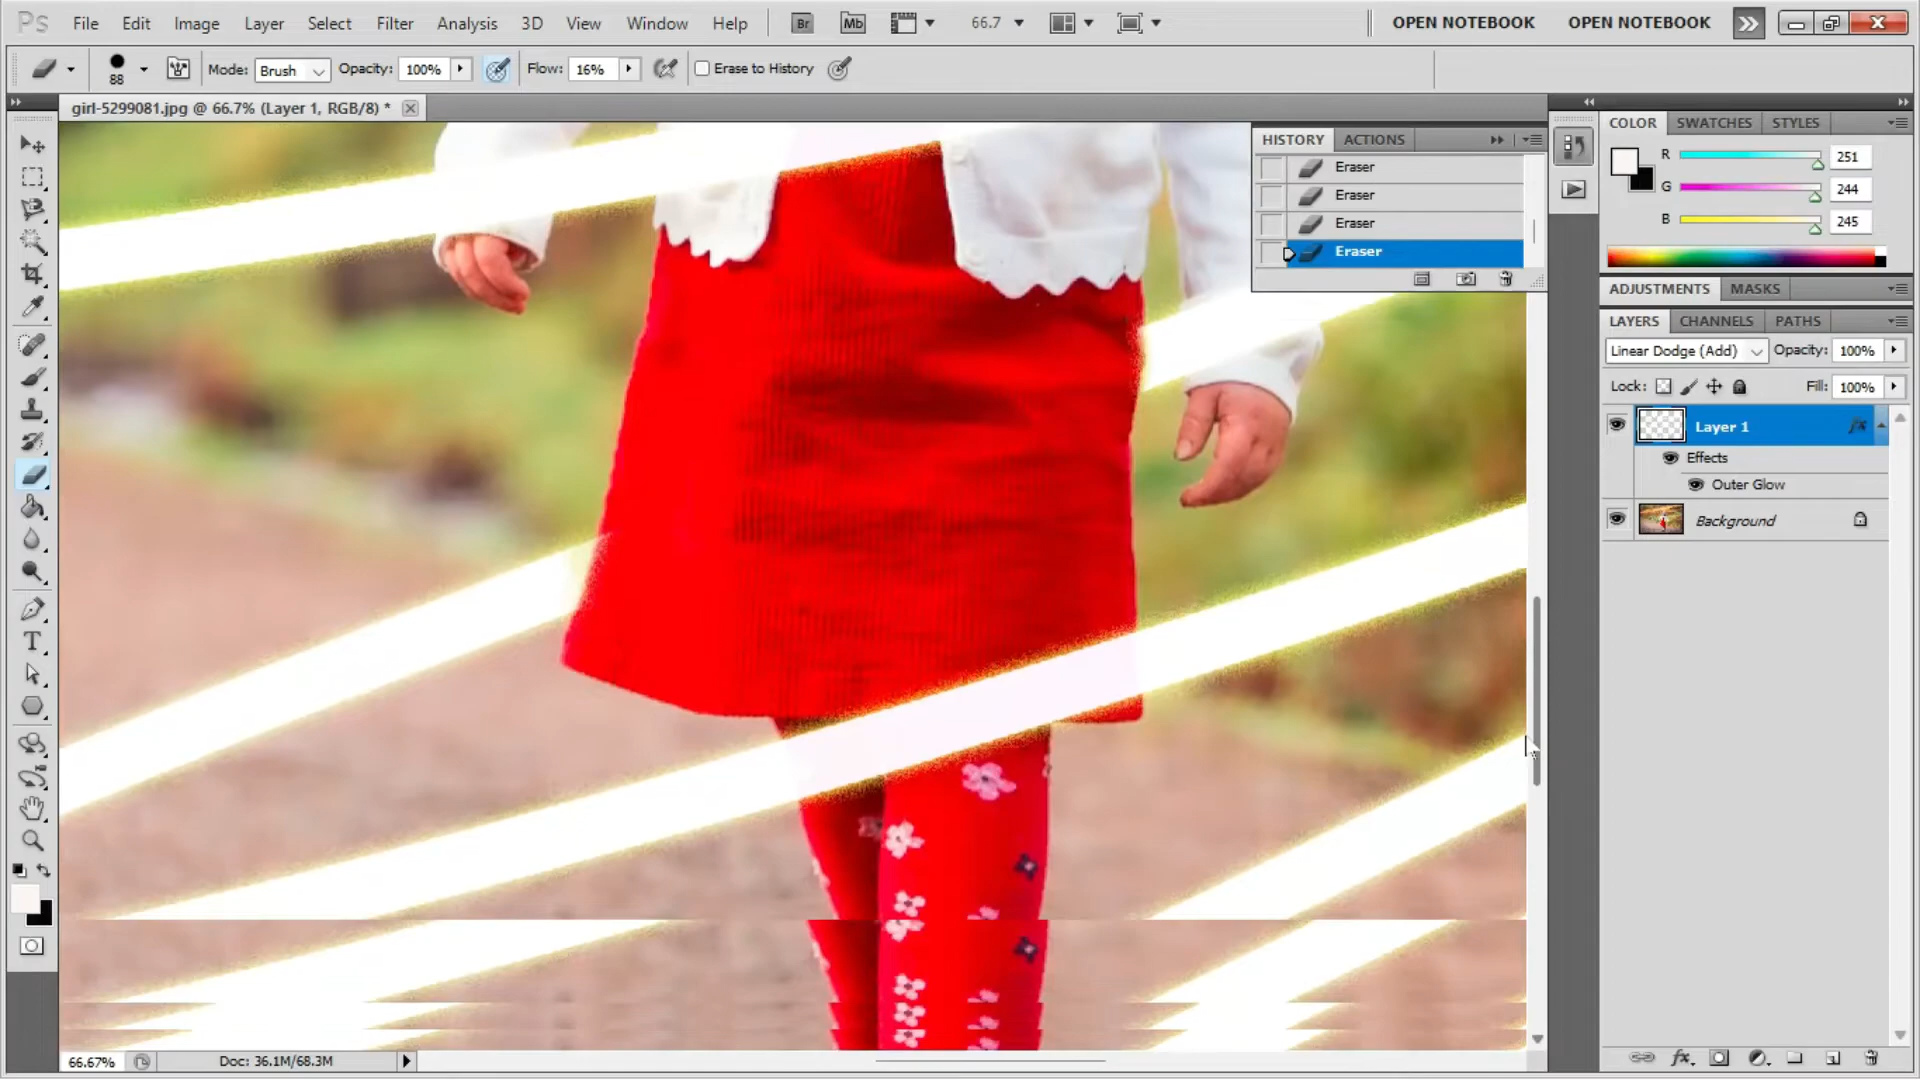 Ps File Edit Image Layer Select Filter Analysis 3D View Window Help Br Mb 66.7 OPEN NOTEBOOK OPEN NOTEBOOK
88 Mode: Brush Opacity: 100% Flow: 16% Erase to History
girl-5299081.jpg @ 66.7% (Layer 1, RGB/8) *
HISTORY ACTIONS
Eraser
Eraser
Eraser
Eraser
COLOR SWATCHES STYLES
R 251
G 244
B 245
ADJUSTMENTS MASKS
LAYERS CHANNELS PATHS
Linear Dodge (Add) Opacity: 100%
Lock: Fill: 100%
Layer 1 fx
Effects
Outer Glow
Background
T
66.67% Doc: 36.1M/68.3M
fx